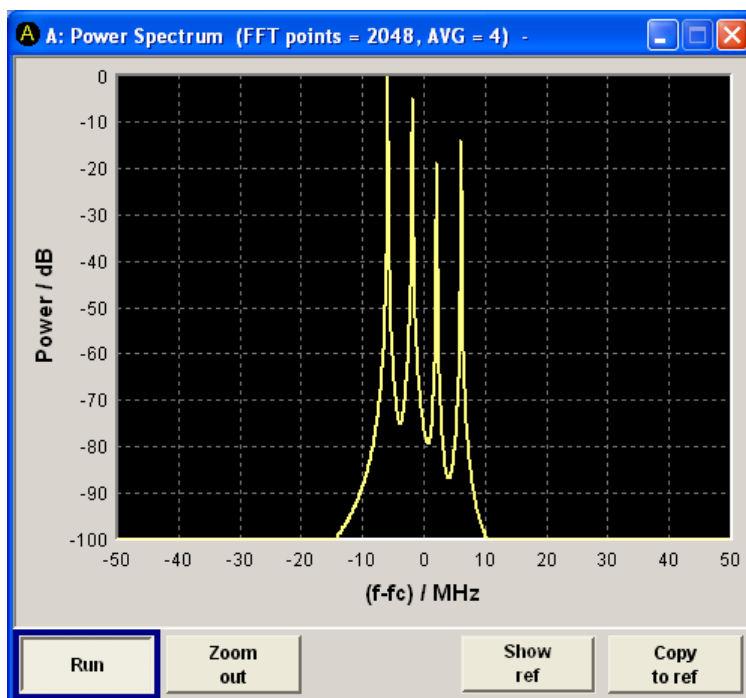 A A: Power Spectrum (FFT points = 2048, AVG = 4) -
0
-10
-20
-30
-40
-50
-60
-70
-80
-90
-100
Power / dB
-50 -40 -30 -20 -10 0 10 20 30 40 50
(f-fc) / MHz
Run
Zoom
out
Show
ref
Copy
to ref